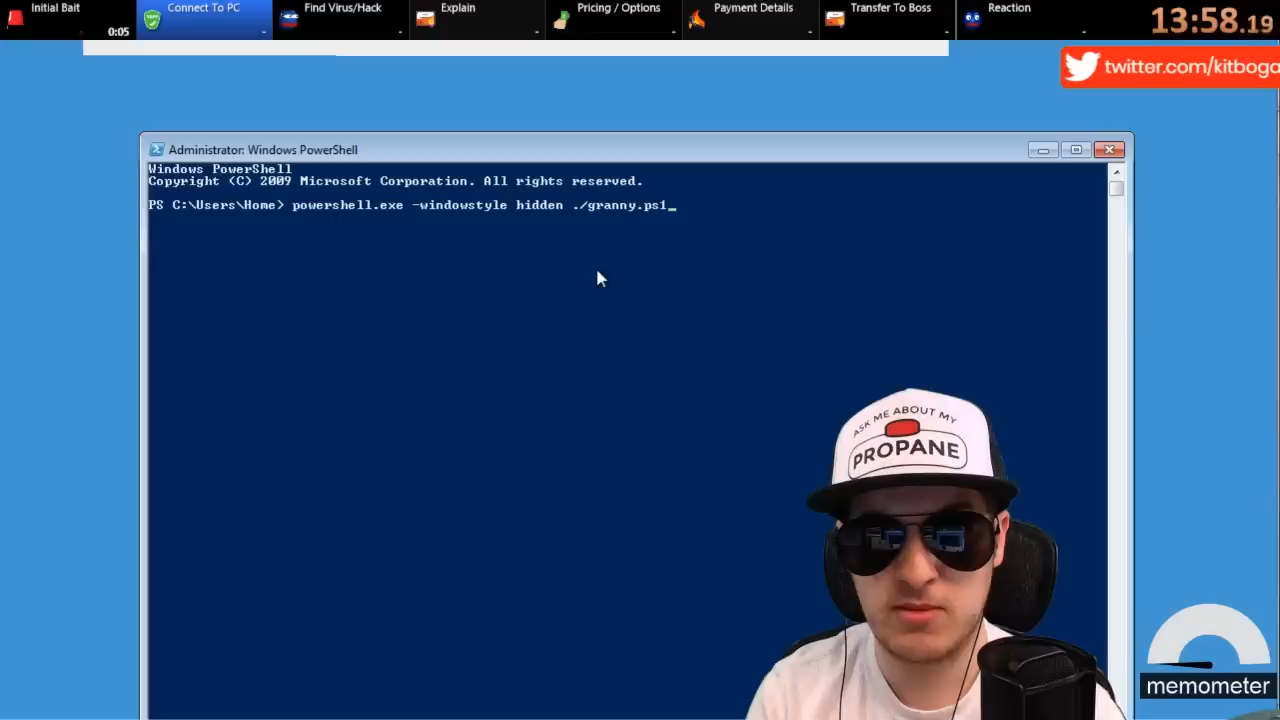 Initial Bait
0:05
Connect To PC
Find Virus/Hack
Explain
Pricing / Options
Payment Details
Transfer To Boss
Reaction
13:58.19
twitter.com/kitboga
Administrator: Windows PowerShell
Windows PowerShell
Copyright (C) 2009 Microsoft Corporation. All rights reserved.
PS C:\Users\Home> powershell.exe -windowstyle hidden ./granny.ps1_
ASK ME ABOUT MY
PROPANE
memometer